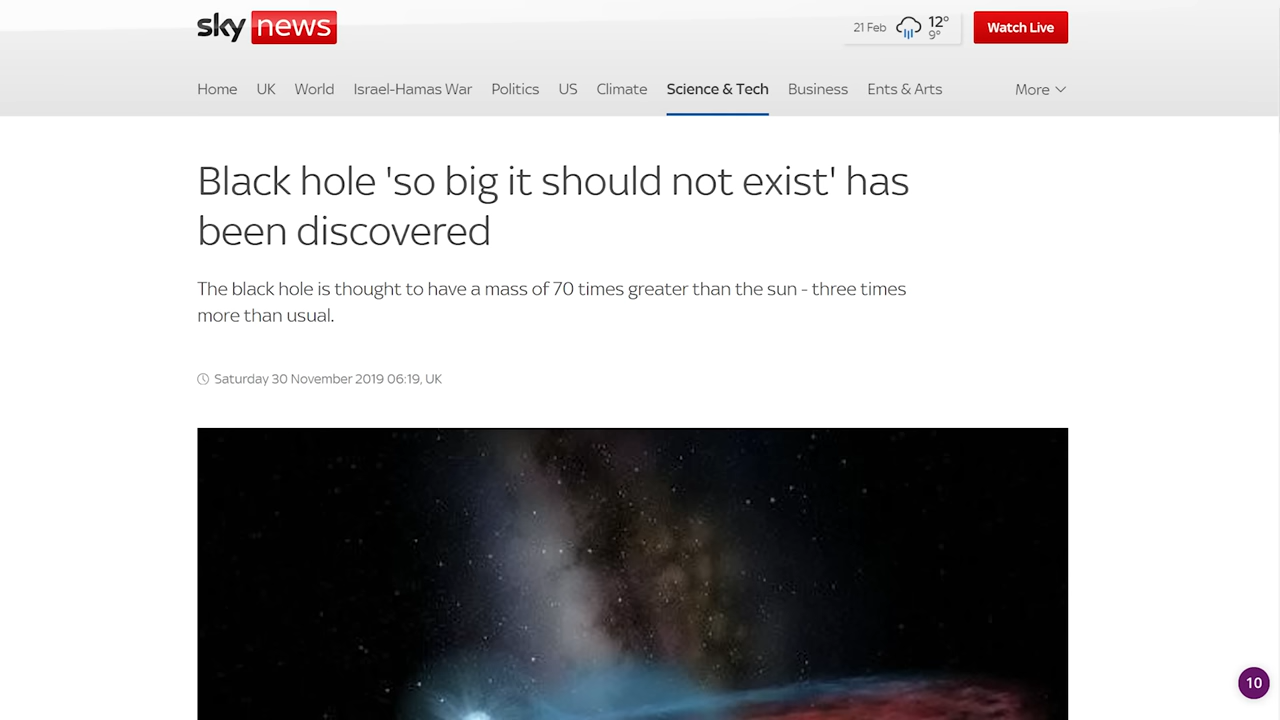 sky news
21 Feb 12° 9°
Watch Live
Home UK World Israel-Hamas War Politics US Climate Science & Tech Business Ents & Arts More
Black hole 'so big it should not exist' has
been discovered
The black hole is thought to have a mass of 70 times greater than the sun - three times
more than usual.
Saturday 30 November 2019 06:19, UK
10